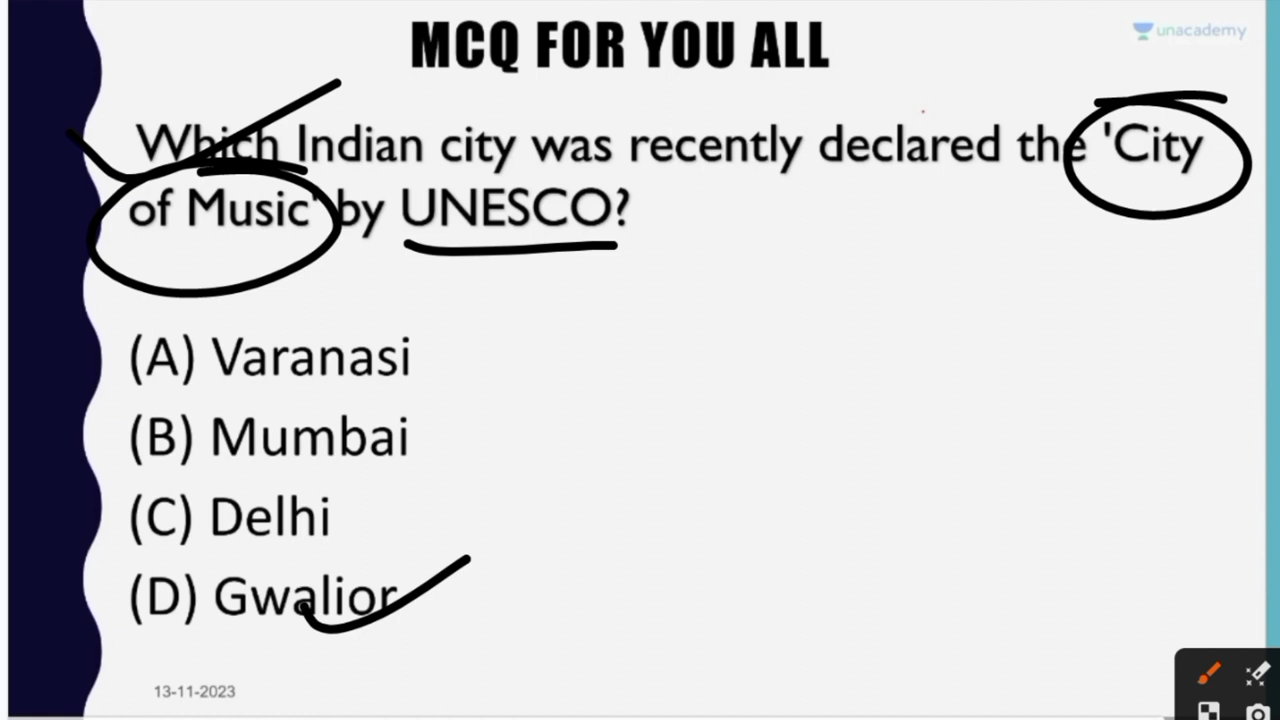 MCQ FOR YOU ALL
unacademy
Which Indian city was recently declared the 'City
of Music' by UNESCO?
(A) Varanasi
(B) Mumbai
(C) Delhi
(D) Gwalior
13-11-2023